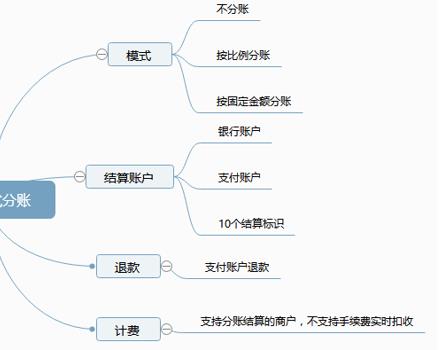 不分账
模式
按比例分账
按固定金额分账
银行账户
结算账户
支付账户
分账
10个结算标识
退款
支付账户退款
计费
支持分账结算的商户，不支持手续费实时扣收